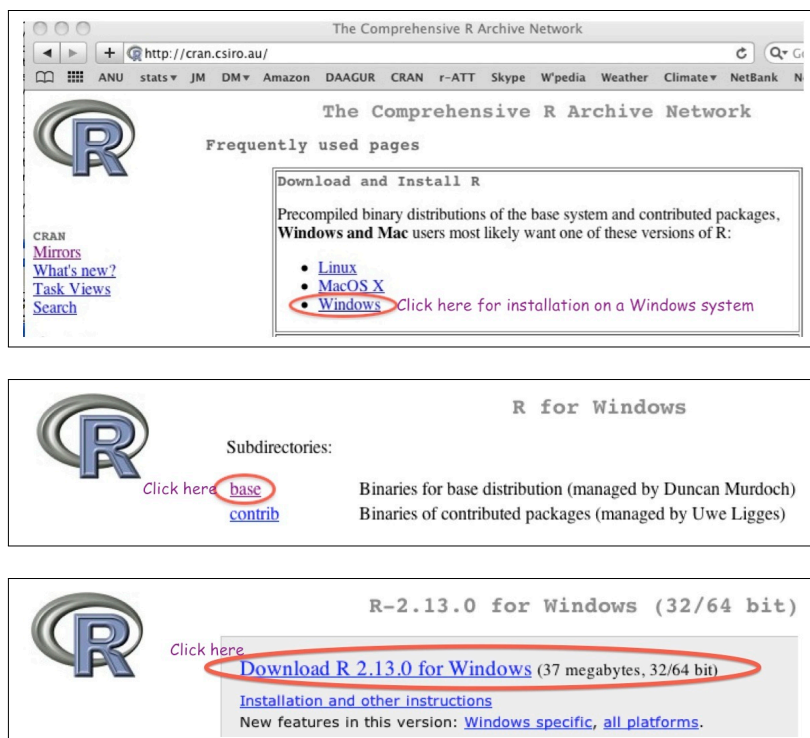 The Comprehensive R Archive Network
http://cran.csiro.au/
ANU stats JM DM Amazon DAAGUR CRAN r-ATT Skype W'pedia Weather Climate NetBank
R
The Comprehensive R Archive Network
Frequently used pages
Download and Install R
Precompiled binary distributions of the base system and contributed packages,
Windows and Mac users most likely want one of these versions of R:
CRAN
Mirrors
What's new?
Task Views
Search
• Linux
• MacOS X
• Windows Click here for installation on a Windows system
R
R for Windows
Subdirectories:
Click here base Binaries for base distribution (managed by Duncan Murdoch)
contrib Binaries of contributed packages (managed by Uwe Ligges)
R
R-2.13.0 for Windows (32/64 bit)
Click here
Download R 2.13.0 for Windows (37 megabytes, 32/64 bit)
Installation and other instructions
New features in this version: Windows specific, all platforms.